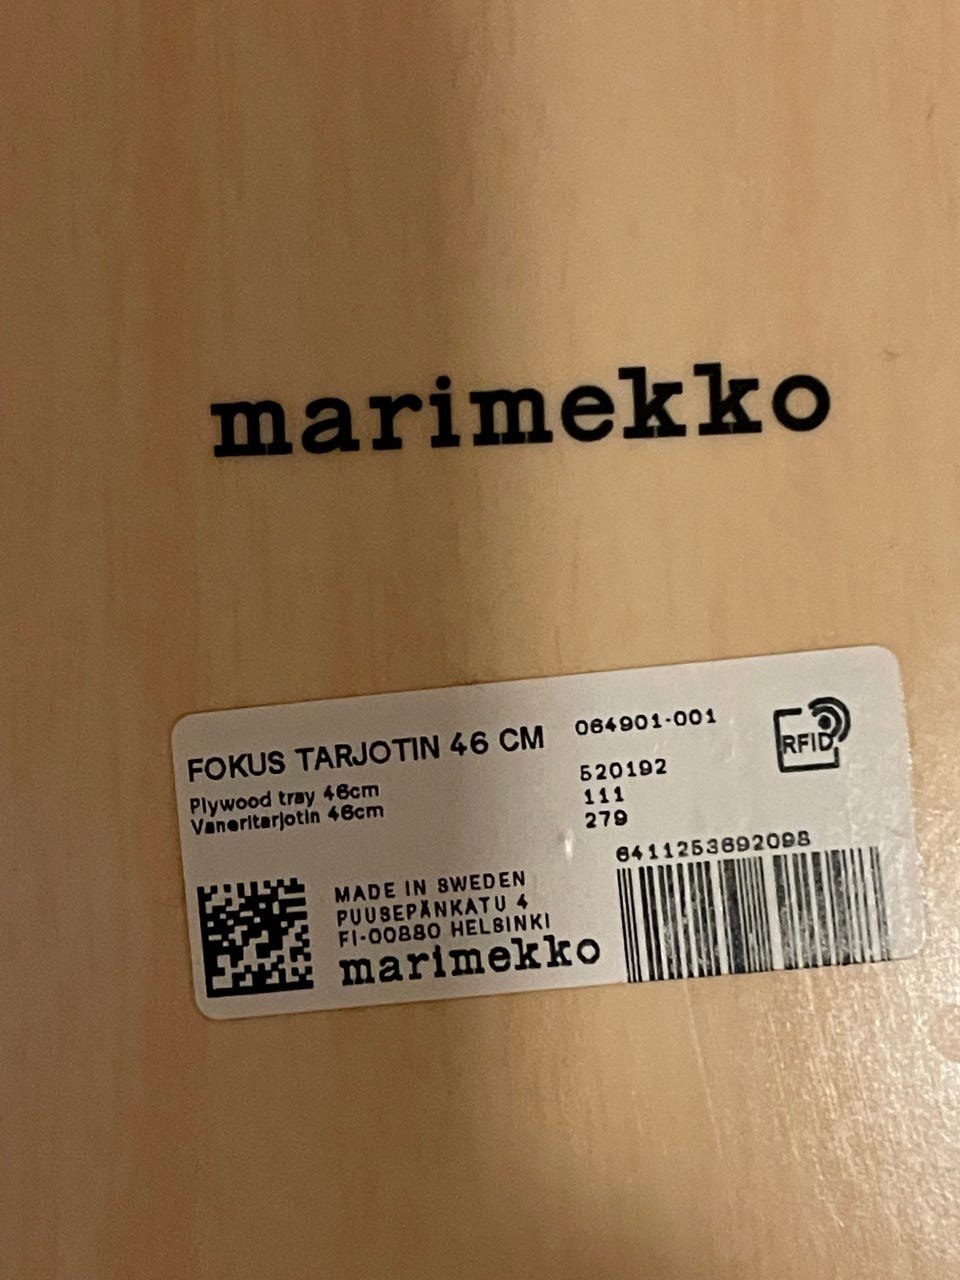 marimekko
FOKUS TARJOTIN 46 CM
064901-001
RFID
Plywood tray 46cm
Vaneritarjotin 46cm
520192
111
279
6411253692098
MADE IN SWEDEN
PUUSEPÄNKATU 4
FI-00880 HELSINKI
marimekko